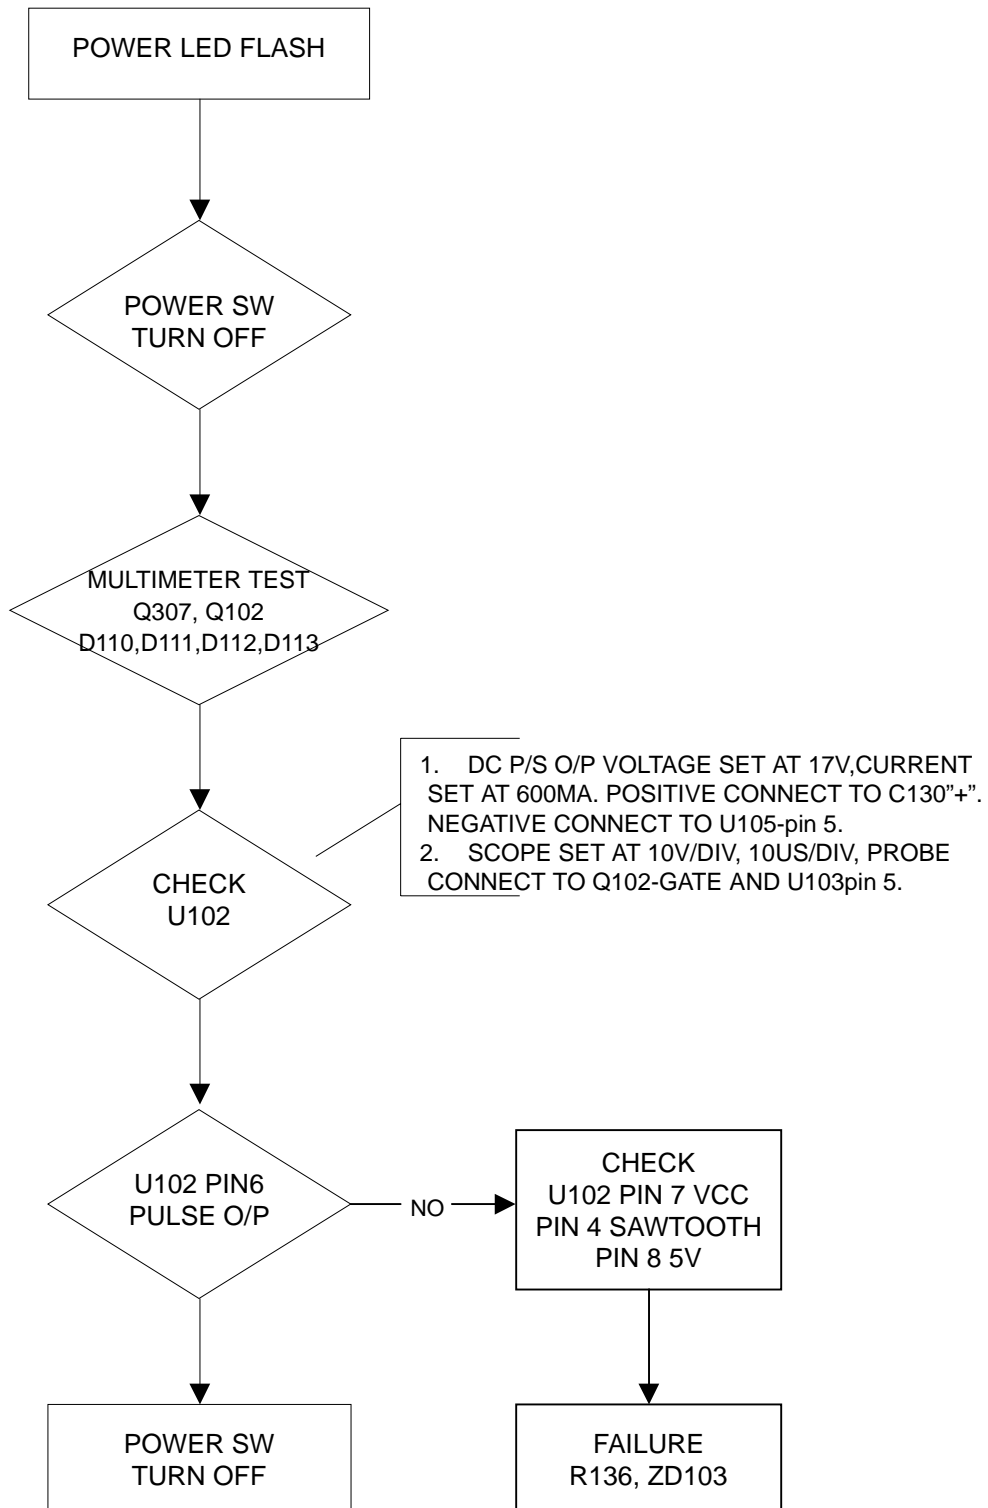 POWER LED FLASH
POWER SW
TURN OFF
MULTIMETER TEST
Q307, Q102
D110,D111,D112,D113
1. DC P/S O/P VOLTAGE SET AT 17V,CURRENT
SET AT 600MA. POSITIVE CONNECT TO C130”+”.
NEGATIVE CONNECT TO U105-pin 5.
2. SCOPE SET AT 10V/DIV, 10US/DIV, PROBE
CONNECT TO Q102-GATE AND U103pin 5.
CHECK
U102
U102 PIN6
PULSE O/P
NO
CHECK
U102 PIN 7 VCC
PIN 4 SAWTOOTH
PIN 8 5V
POWER SW
TURN OFF
FAILURE
R136, ZD103